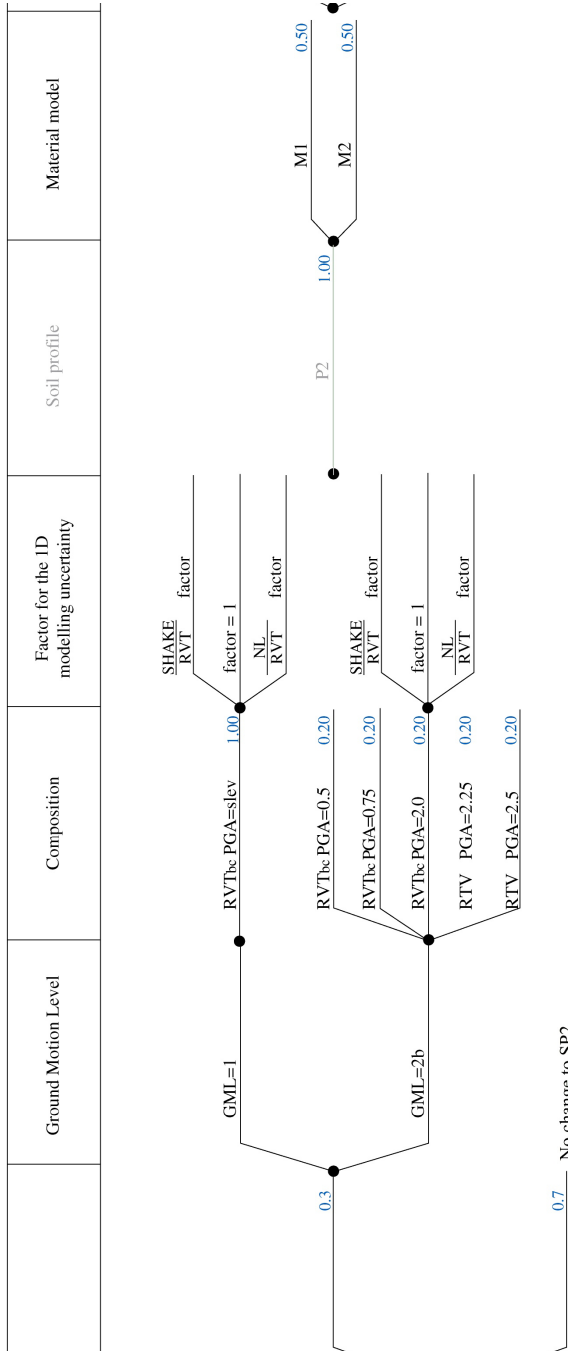 Ground Motion Level
Composition
Factor for the 1D
modelling uncertainty
Soil profile
Material model
0.3
GML=1
RVTbc PGA=slev
1.00
SHAKE
RVT
factor
factor = 1
NL
RVT
factor
P2
1.00
M1
0.50
M2
0.50
GML=2b
RVTbc PGA=0.5
0.20
RVTbc PGA=0.75
0.20
RVTbc PGA=2.0
0.20
RTV PGA=2.25
0.20
RTV PGA=2.5
0.20
SHAKE
RVT
factor
factor = 1
NL
RVT
factor
0.7
No change to SP2